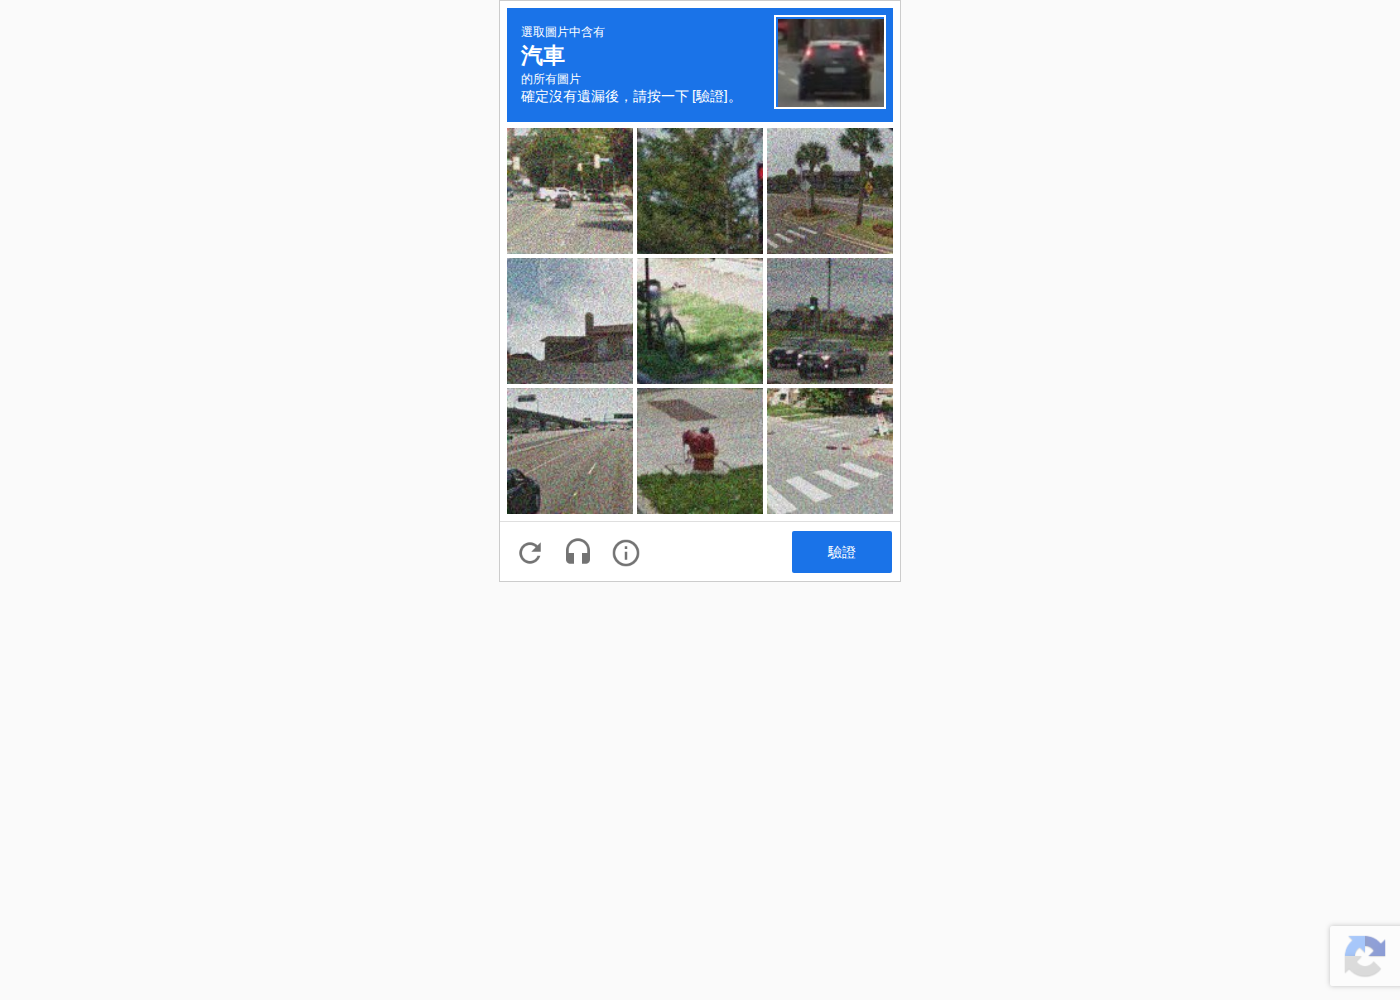 選取圖片中含有
汽車
的所有圖片
確定沒有遺漏後，請按一下 [驗證]。
驗證